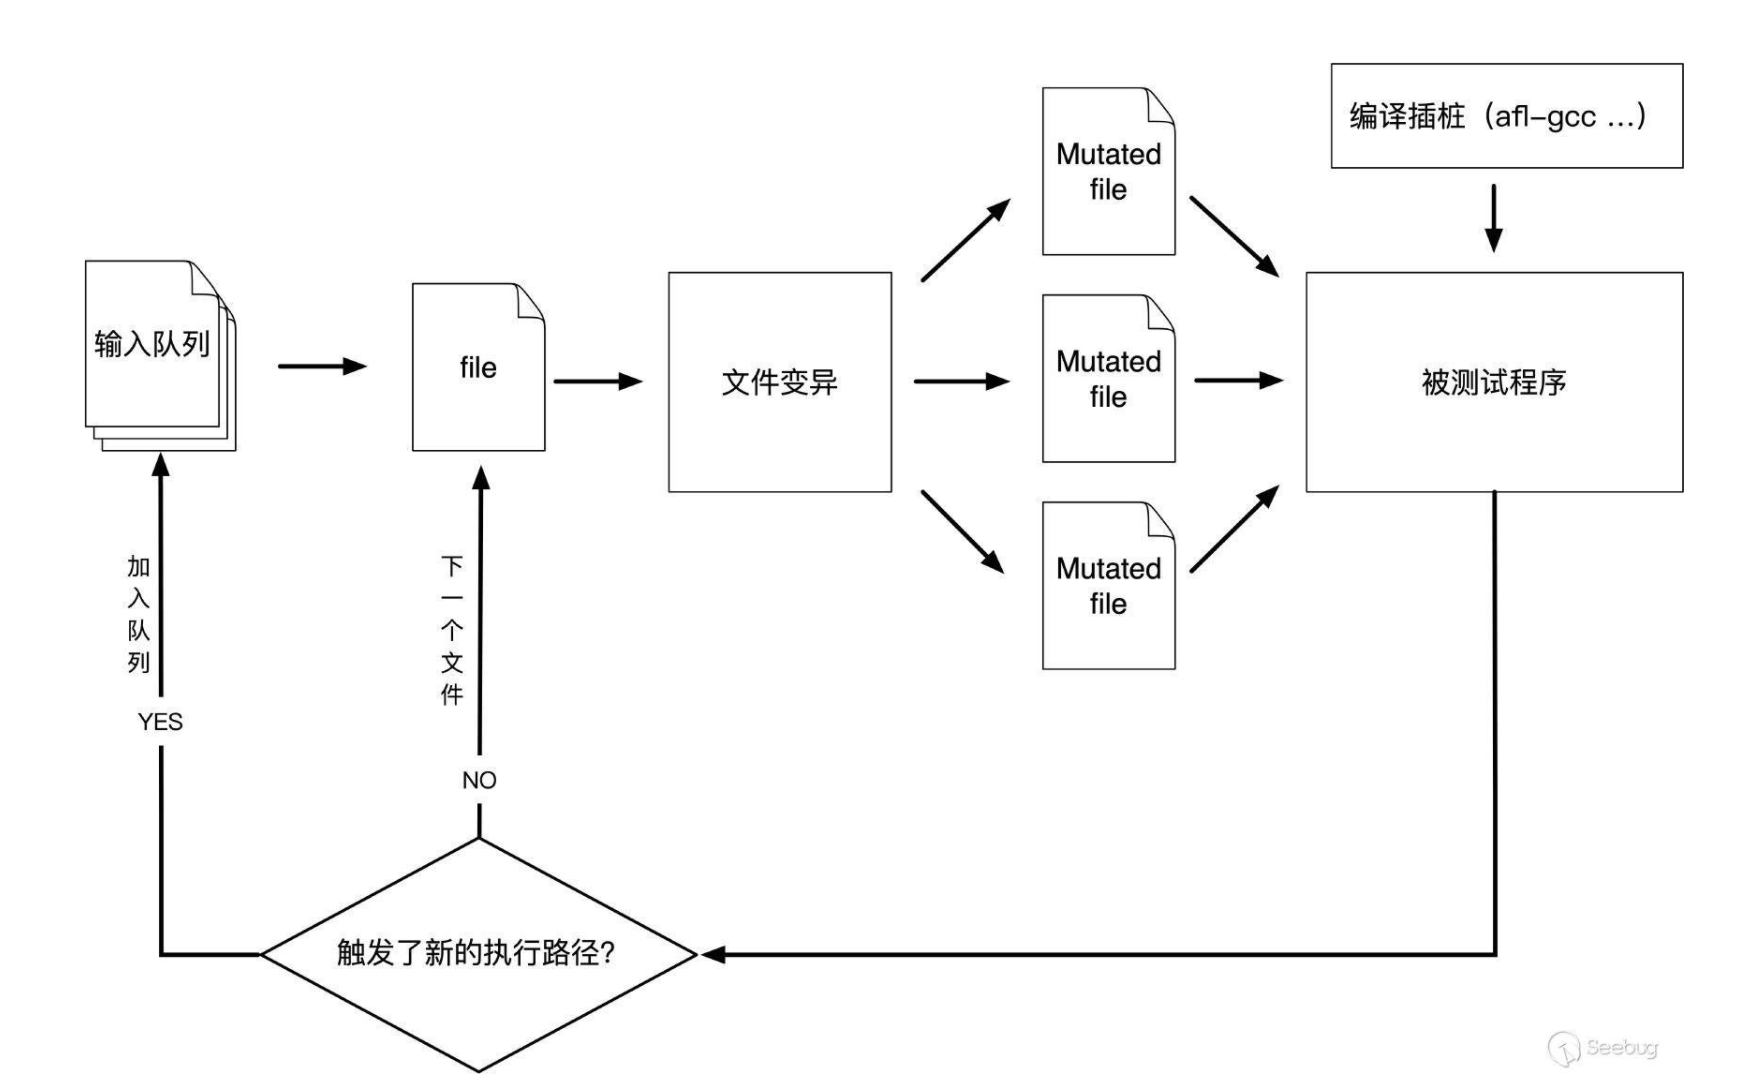 编译插桩（afl-gcc ...）
Mutated
file
输入队列
file
文件变异
Mutated
file
被测试程序
Mutated
file
加入队列
YES
下一个文件
NO
触发了新的执行路径?
Seebug